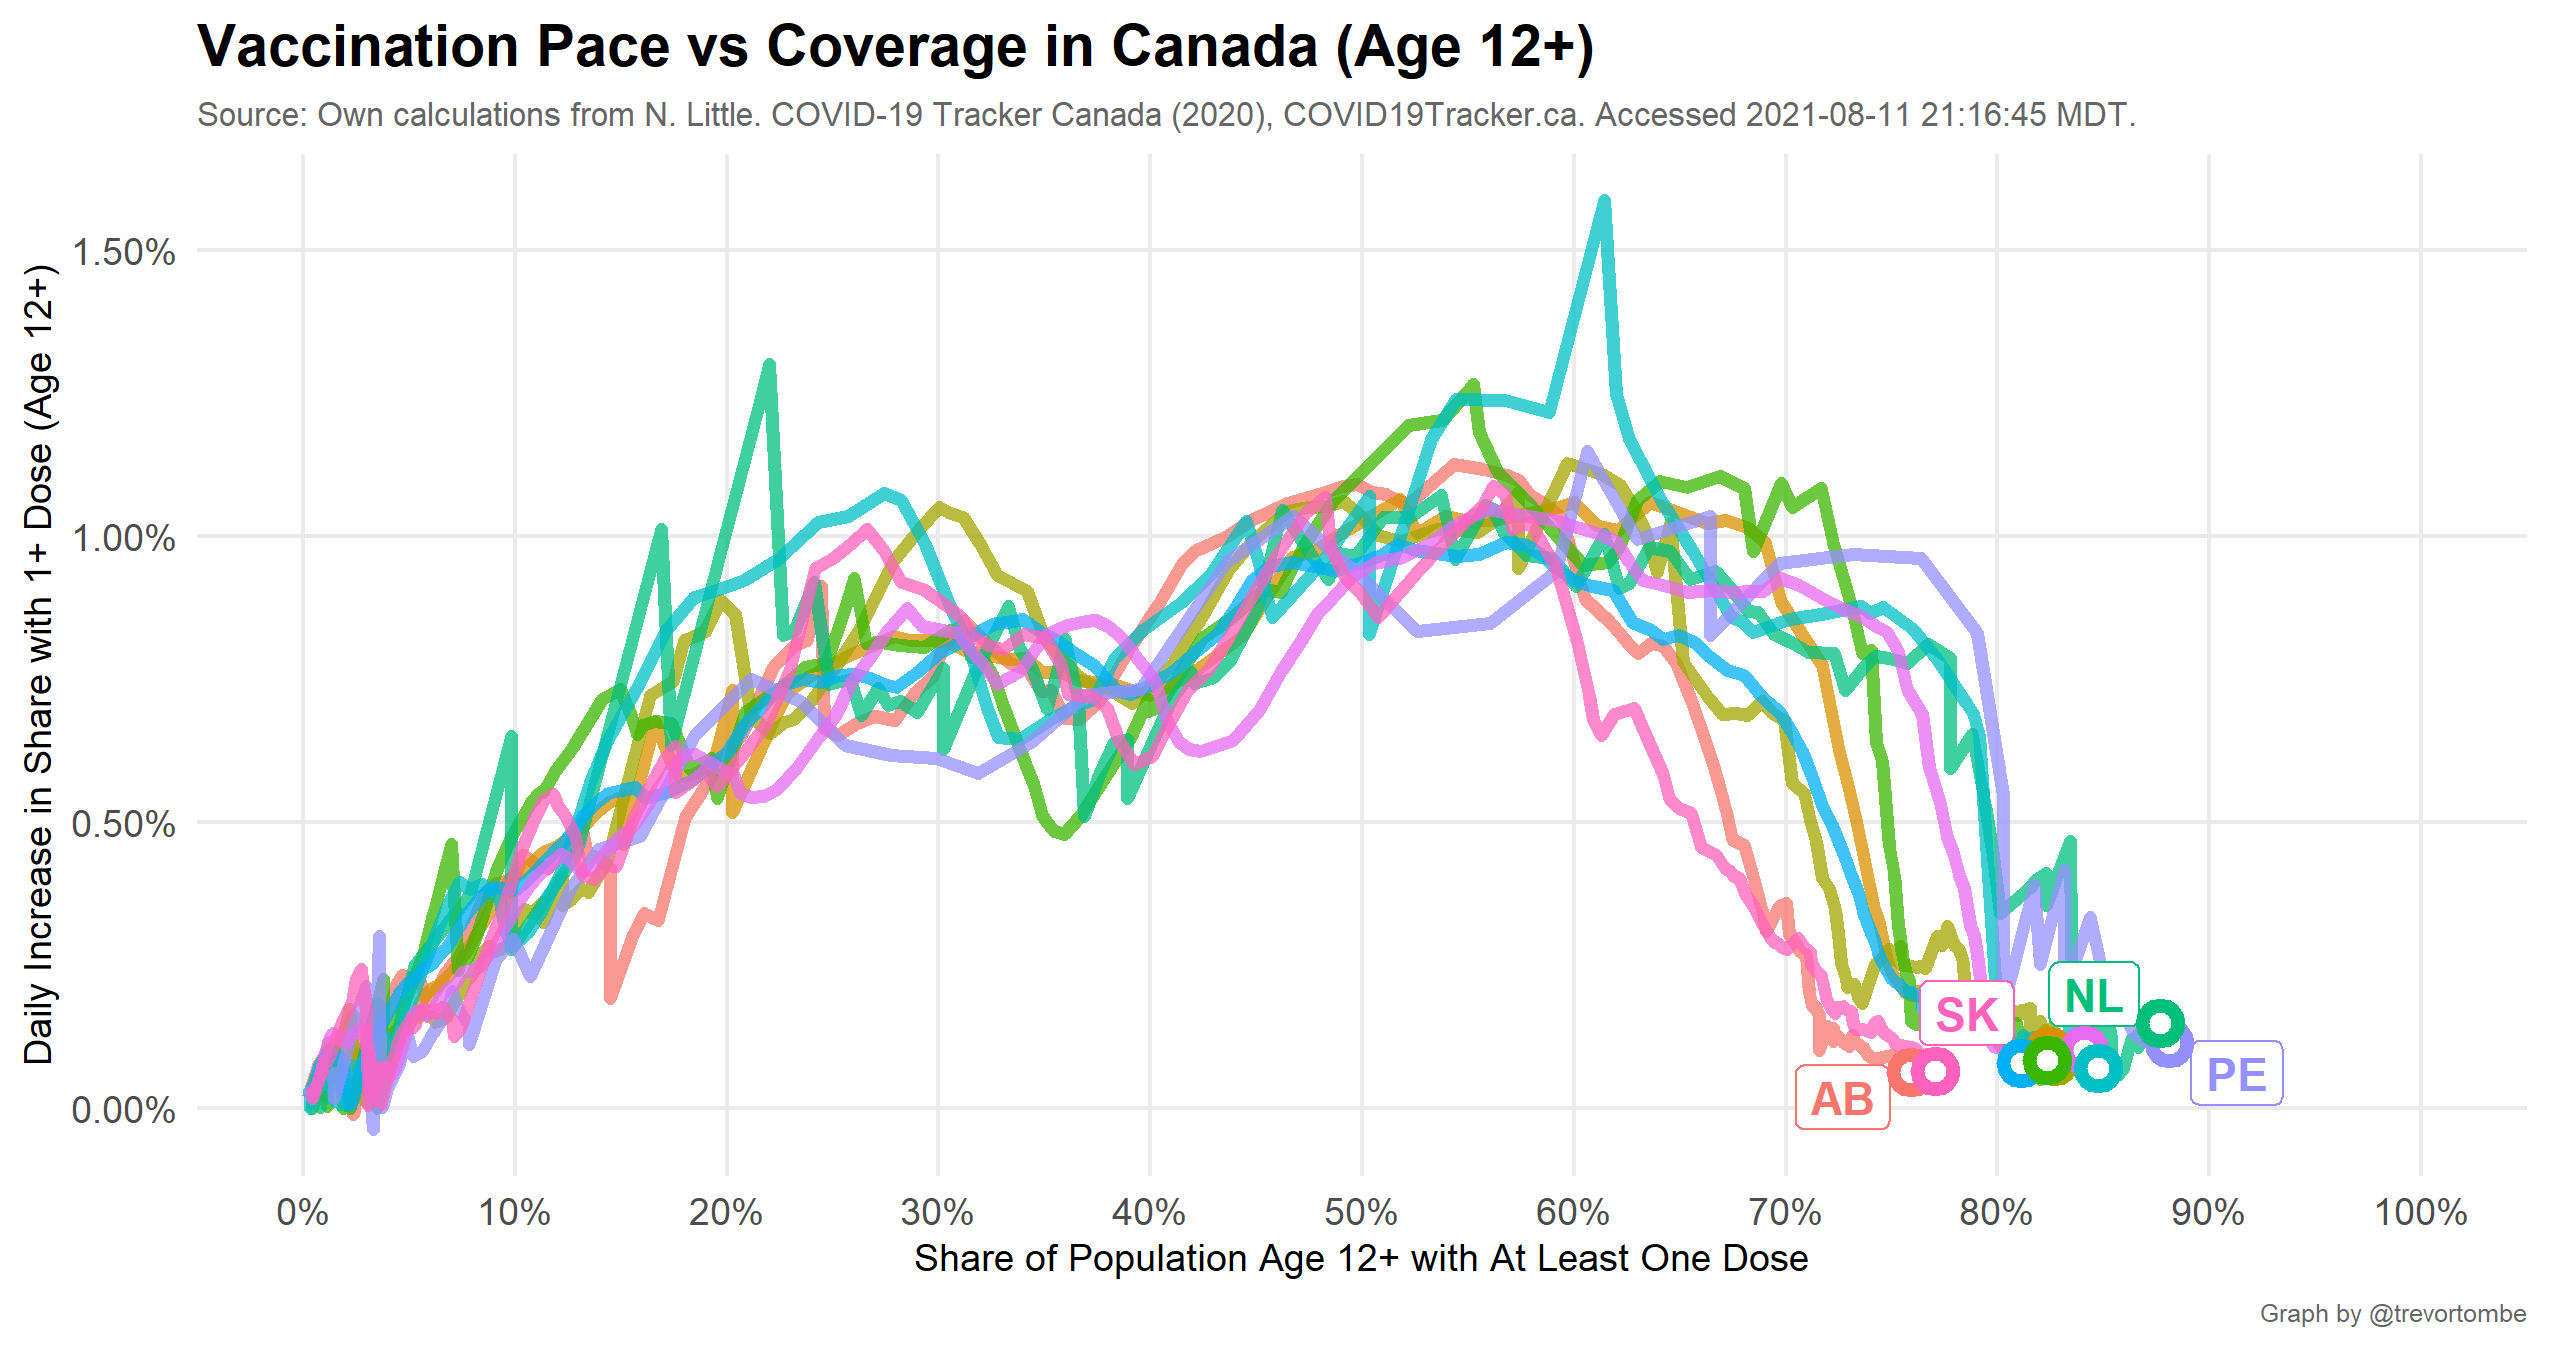 Vaccination Pace vs Coverage in Canada (Age 12+)
Source: Own calculations from N. Little. COVID-19 Tracker Canada (2020), COVID19Tracker.ca. Accessed 2021-08-11 21:16:45 MDT.
Daily Increase in Share with 1+ Dose (Age 12+)
1.50%
1.00%
0.50%
0.00%
NL
SK
PE
AB
0% 10% 20% 30% 40% 50% 60% 70% 80% 90% 100%
Share of Population Age 12+ with At Least One Dose
Graph by @trevortombe